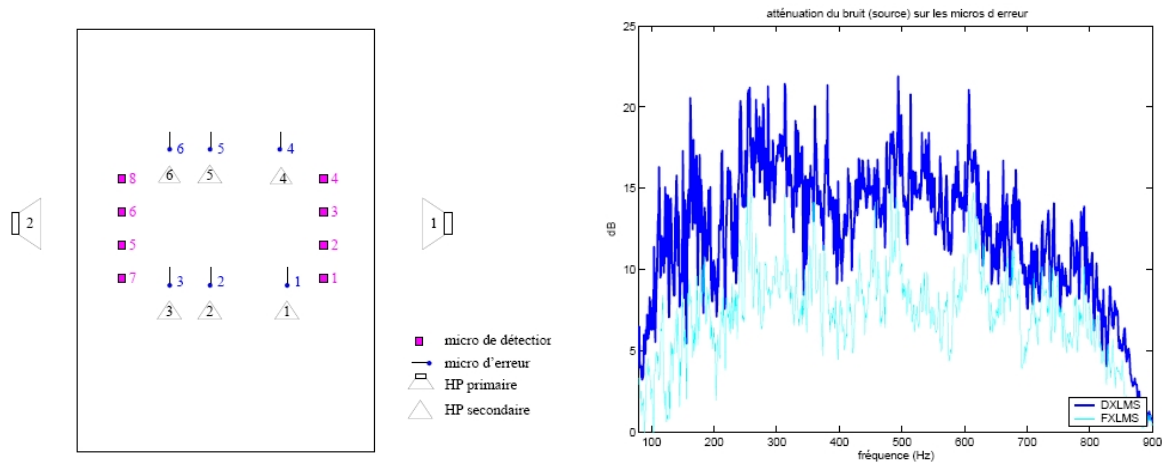 6 5 4
6 5 4
8 4
6 3
2 1
5 2
7 1
3 2 1
3 2 1
micro de détection
micro d'erreur
HP primaire
HP secondaire
atténuation du bruit (source) sur les micros d erreur
25
20
15
dB
10
5
0
DXLMS
FXLMS
100 200 300 400 500 600 700 800 900
fréquence (Hz)